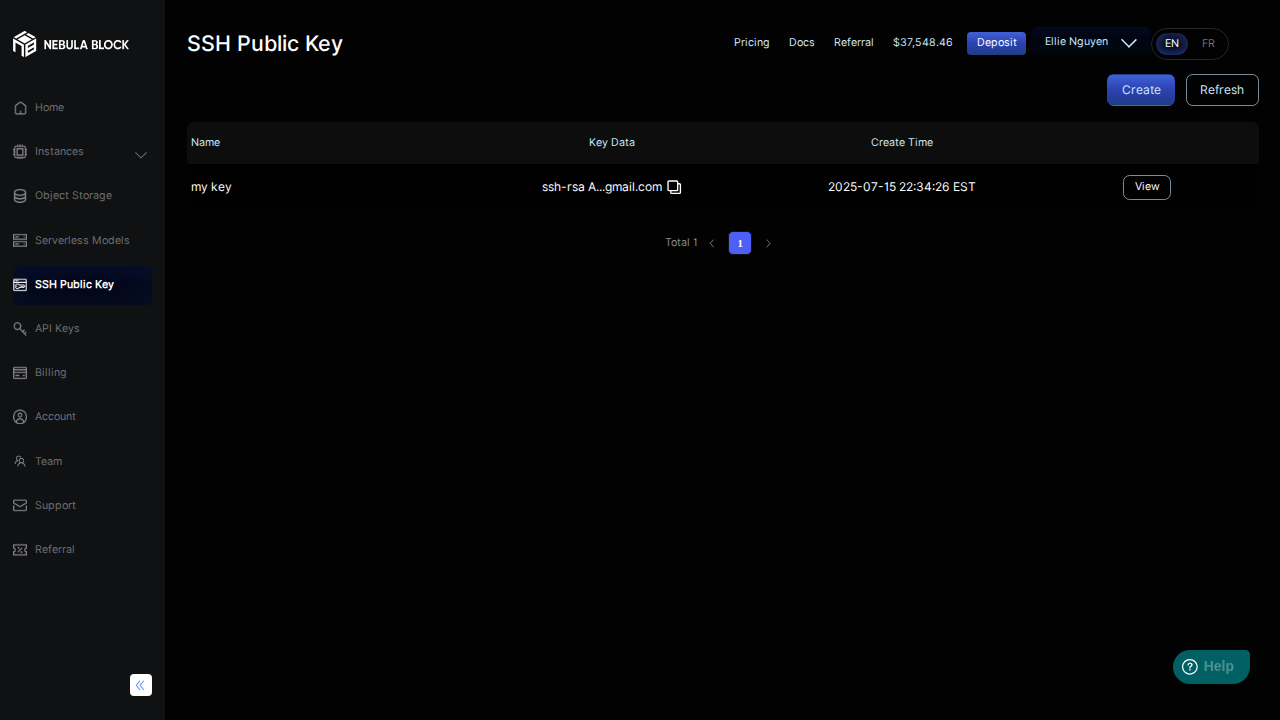 NEBULA BLOCK
SSH Public Key
Pricing Docs Referral $37,548.46 Deposit Ellie Nguyen EN FR
Create Refresh
Home
Instances
Object Storage
Serverless Models
SSH Public Key
API Keys
Billing
Account
Team
Support
Referral
Name Key Data Create Time
my key ssh-rsa A...gmail.com 2025-07-15 22:34:26 EST View
Total 1 1
Help